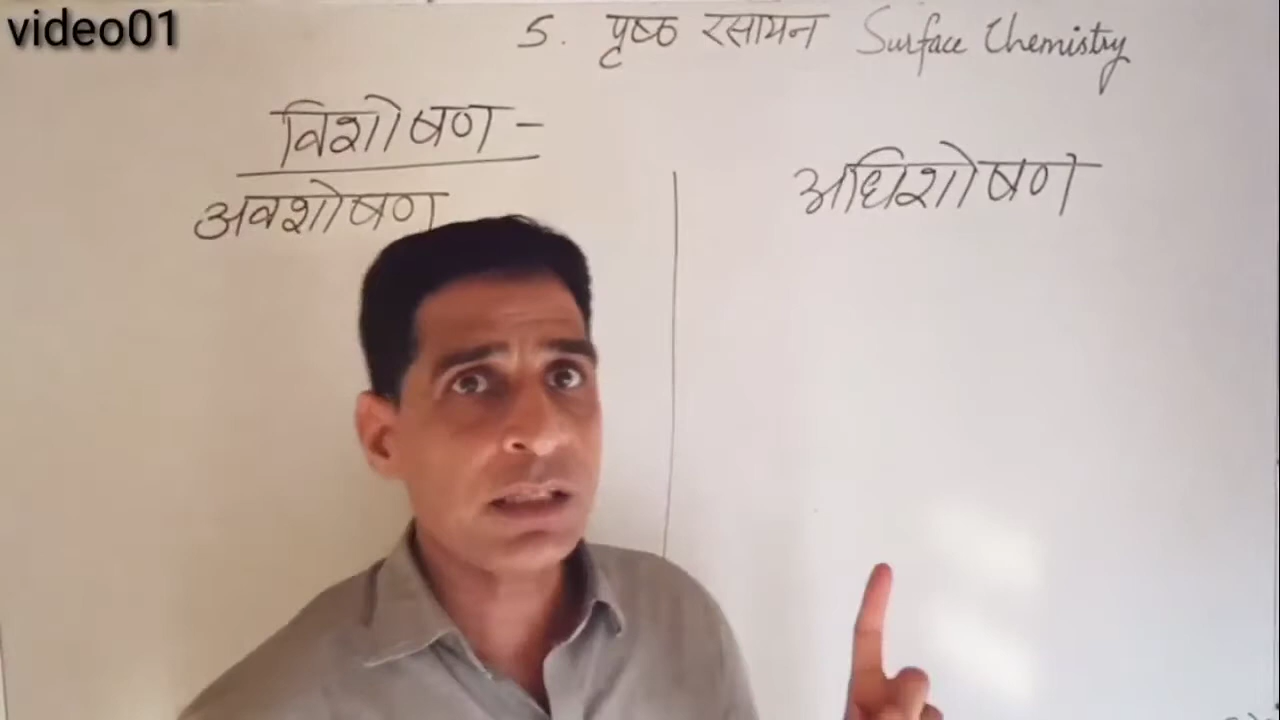 video01
5. पृष्ठ रसायन Surface Chemistry
विशोषण -
अवशोषण
अधिशोषण